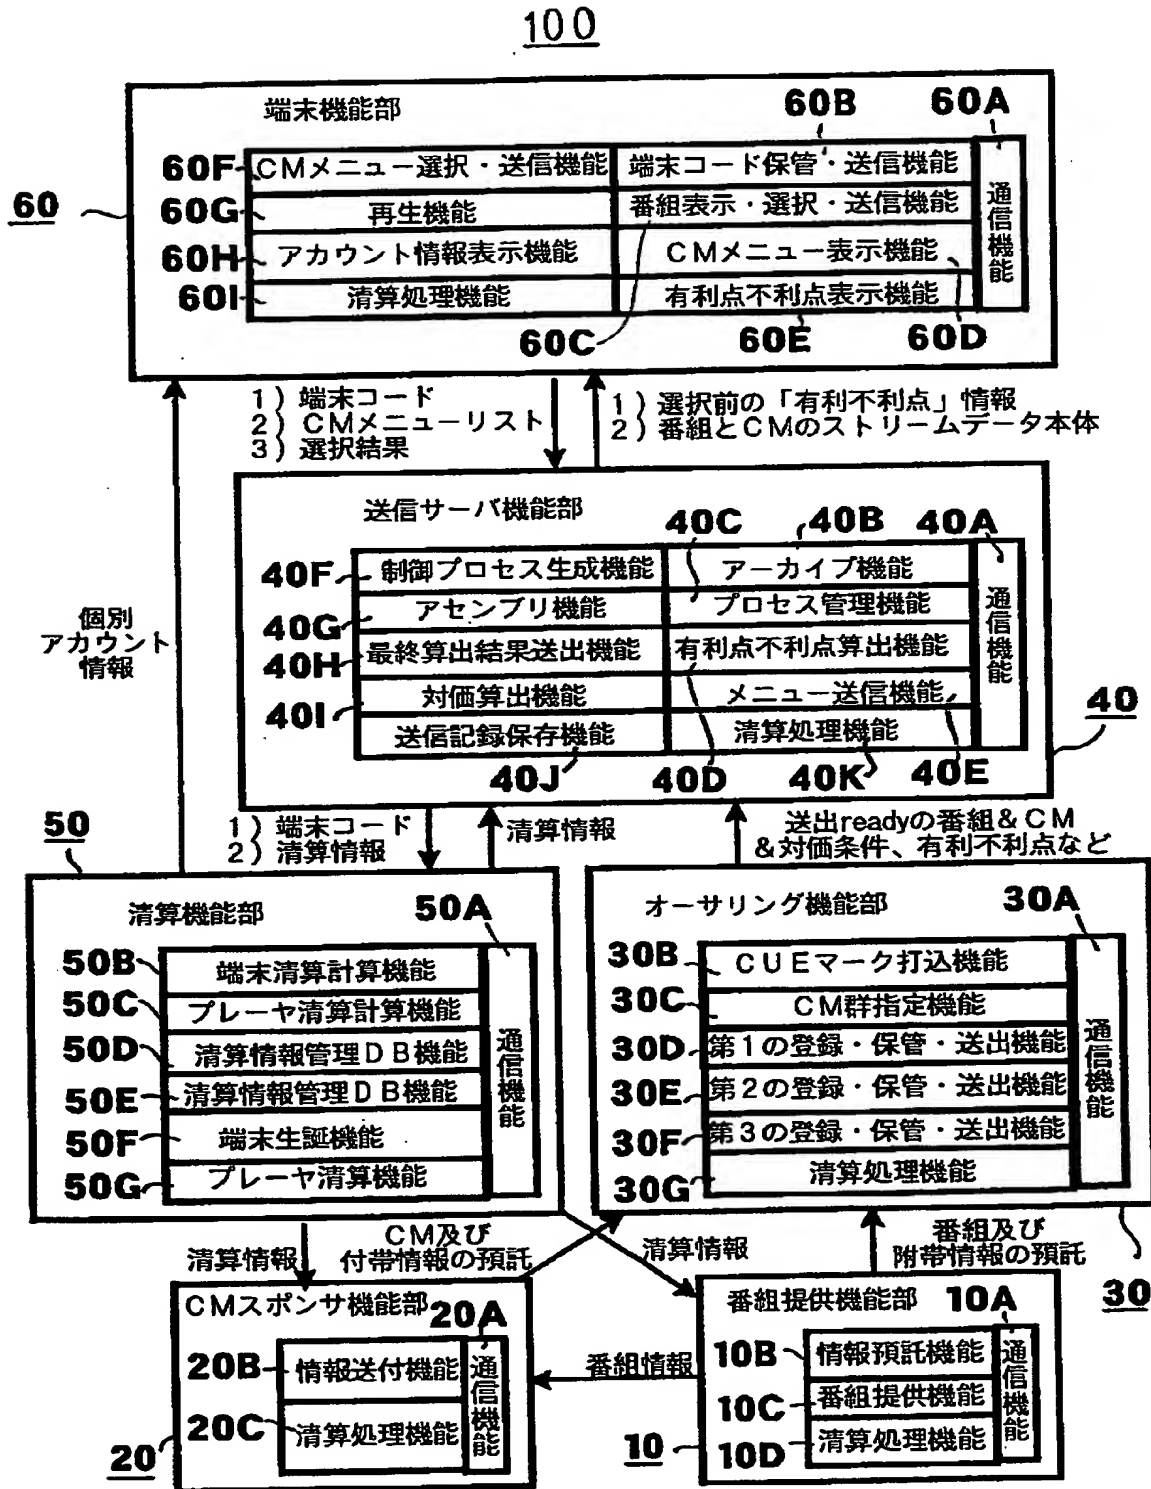 100
端末機能部
60B
60A
60F
CMメニュー選択・送信機能
端末コード保管・送信機能
通信機能
60
60G
再生機能
番組表示・選択・送信機能
60H
アカウント情報表示機能
CMメニュー表示機能
60I
清算処理機能
有利点不利点表示機能
60C
60E
60D
1）端末コード
2）CMメニューリスト
3）選択結果
1）選択前の「有利不利点」情報
2）番組とCMのストリームデータ本体
送信サーバ機能部
40C
40B
40A
40F
制御プロセス生成機能
アーカイブ機能
通信機能
40G
アセンブリ機能
プロセス管理機能
40H
最終算出結果送出機能
有利点不利点算出機能
40I
対価算出機能
メニュー送信機能
送信記録保存機能
清算処理機能
40J
40D
40K
40E
40
個別
アカウント
情報
1）端末コード
2）清算情報
清算情報
送出readyの番組＆CM
＆対価条件、有利不利点など
50
清算機能部
50A
50B
端末清算計算機能
50C
プレーヤ清算計算機能
50D
清算情報管理DB機能
50E
清算情報管理DB機能
50F
端末生誕機能
50G
プレーヤ清算機能
通信機能
オーサリング機能部
30A
30B
CUEマーク打込機能
30C
CM群指定機能
30D
第1の登録・保管・送出機能
30E
第2の登録・保管・送出機能
30F
第3の登録・保管・送出機能
30G
清算処理機能
通信機能
30
清算情報
CM及び
付帯情報の預託
清算情報
番組及び
附帯情報の預託
CMスポンサ機能部
20A
20B
情報送付機能
20C
清算処理機能
通信機能
20
番組情報
番組提供機能部
10A
10B
情報預託機能
10C
番組提供機能
10D
清算処理機能
通信機能
10